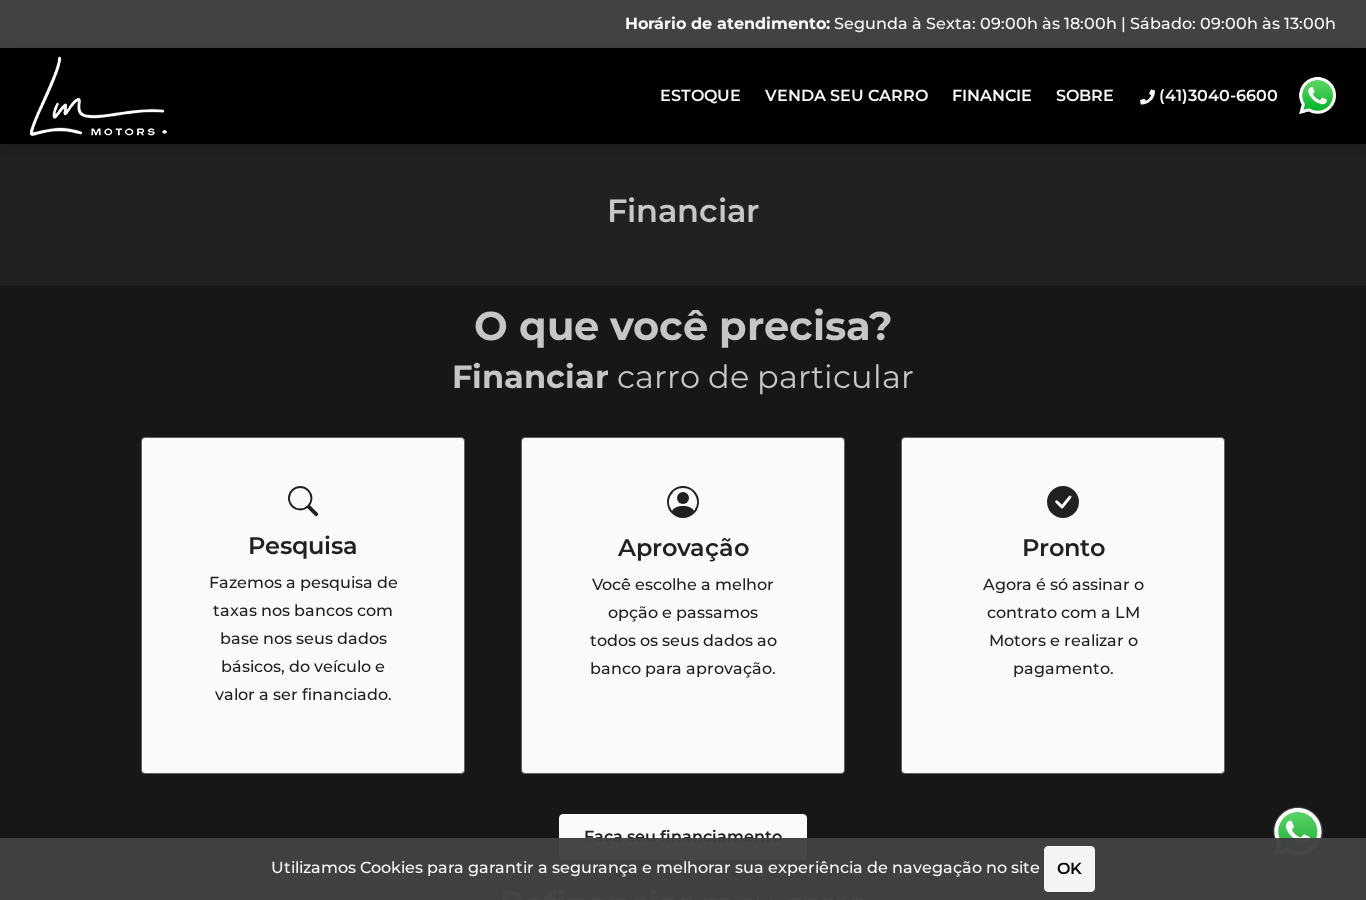 Horário de atendimento: Segunda à Sexta: 09:00h às 18:00h | Sábado: 09:00h às 13:00h
Lm
MOTORS
ESTOQUE VENDA SEU CARRO FINANCIE SOBRE (41)3040-6600
Financiar
O que você precisa?
Financiar carro de particular
Pesquisa
Fazemos a pesquisa de
taxas nos bancos com
base nos seus dados
básicos, do veículo e
valor a ser financiado.
Aprovação
Você escolhe a melhor
opção e passamos
todos os seus dados ao
banco para aprovação.
Pronto
Agora é só assinar o
contrato com a LM
Motors e realizar o
pagamento.
Faça seu financiamento
Utilizamos Cookies para garantir a segurança e melhorar sua experiência de navegação no site OK